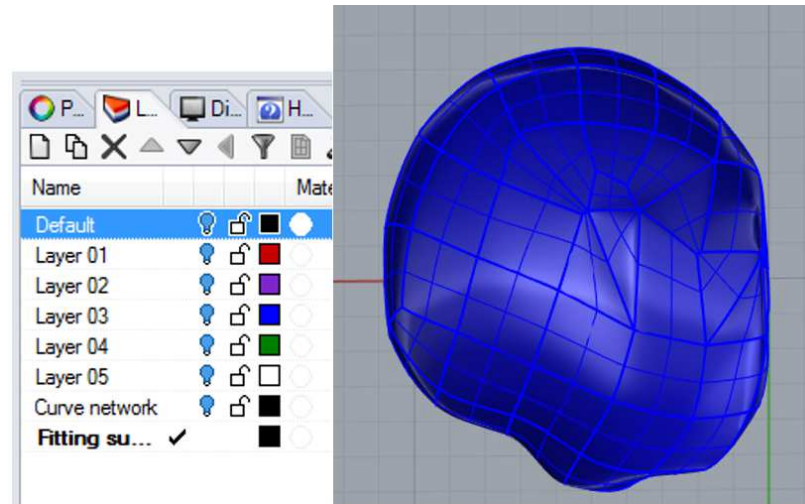 P... L... Di... H...
Name Mate
Default
Layer 01
Layer 02
Layer 03
Layer 04
Layer 05
Curve network
Fitting su...